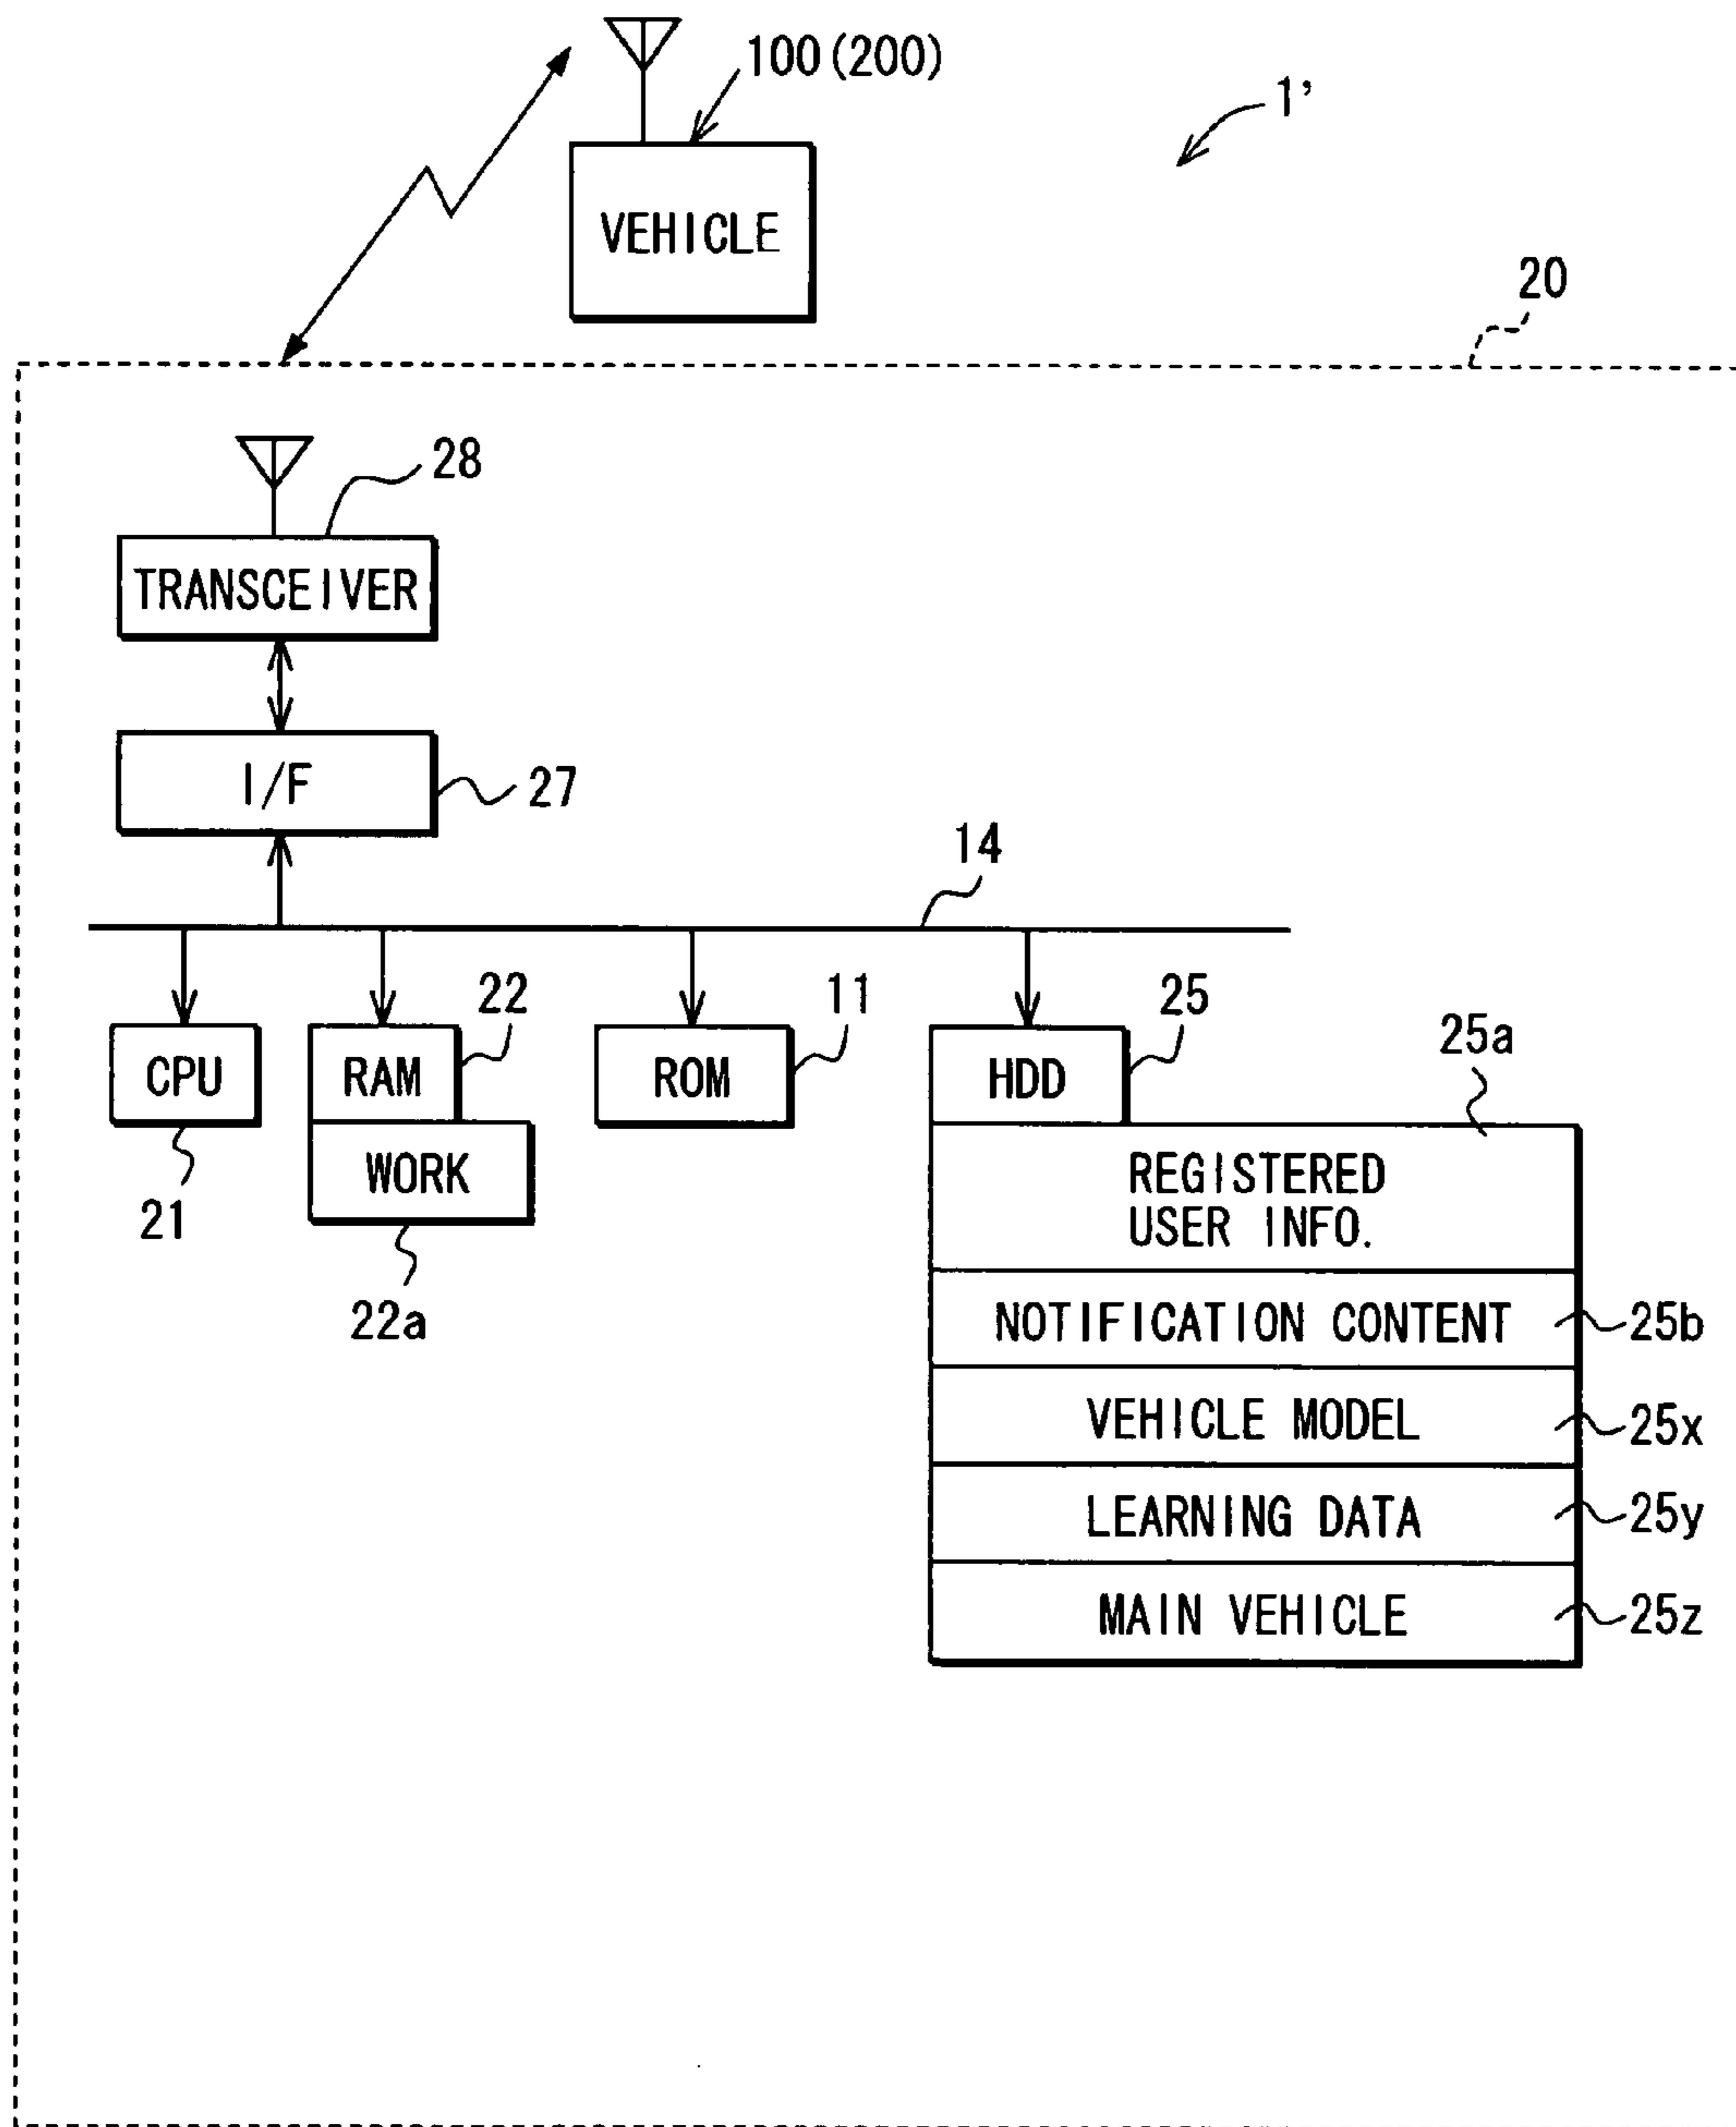 100(200)
1'
VEHICLE
20
28
TRANSCEIVER
I/F
27
14
22
11
25
25a
CPU
RAM
ROM
HDD
21
WORK
22a
REGISTERED
USER INFO.
NOTIFICATION CONTENT
25b
VEHICLE MODEL
25x
LEARNING DATA
25y
MAIN VEHICLE
25z